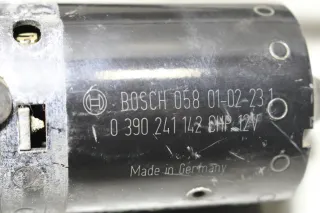 BOSCH 058 01-02-23 1
0 390 241 142 CHP 12V
Made in Germany